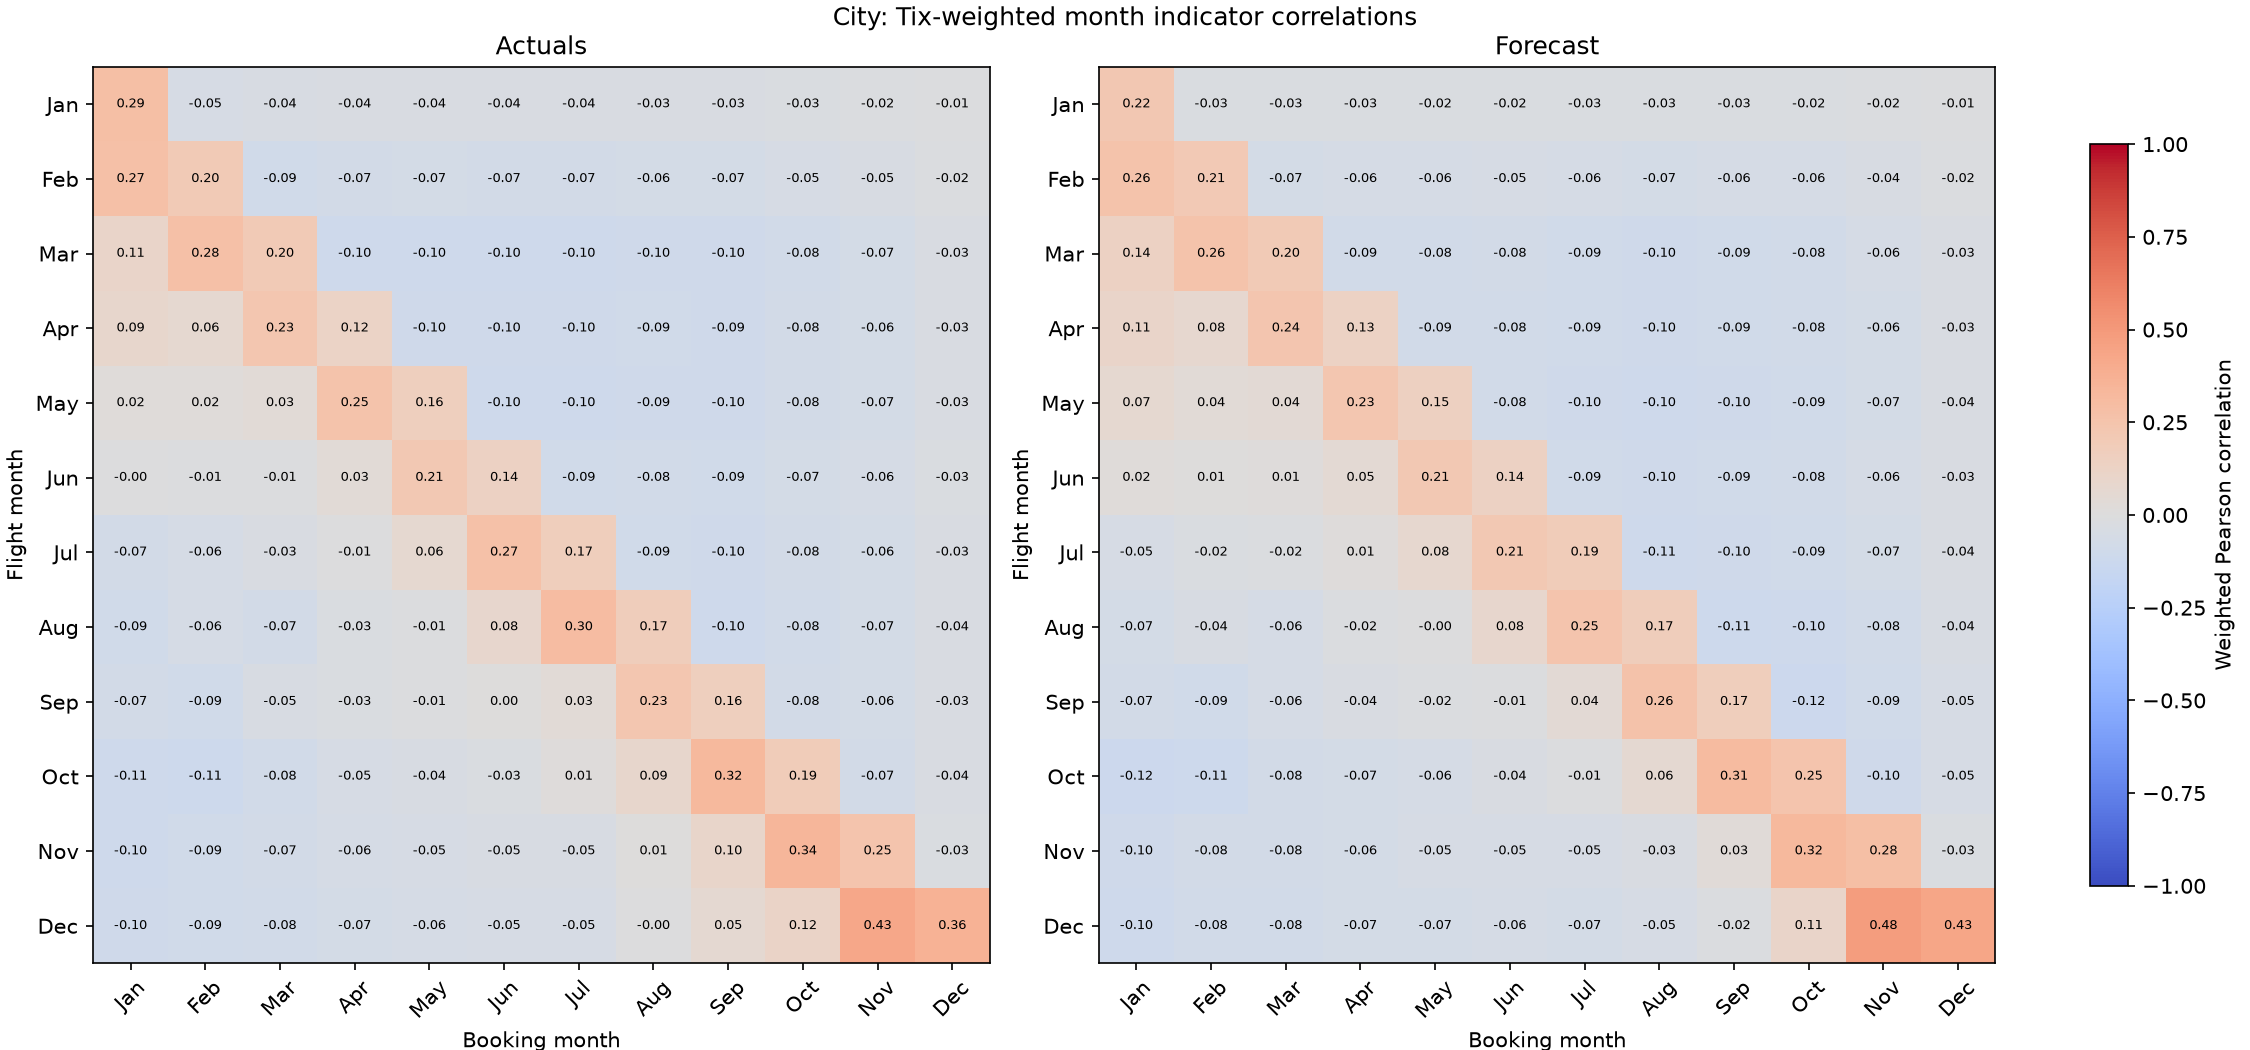 City: Tix-weighted month indicator correlations
Actuals
Flight month
Jan 0.29 -0.05 -0.04 -0.04 -0.04 -0.04 -0.04 -0.03 -0.03 -0.03 -0.02 -0.01
Feb 0.27 0.20 -0.09 -0.07 -0.07 -0.07 -0.07 -0.06 -0.07 -0.05 -0.05 -0.02
Mar 0.11 0.28 0.20 -0.10 -0.10 -0.10 -0.10 -0.10 -0.10 -0.08 -0.07 -0.03
Apr 0.09 0.06 0.23 0.12 -0.10 -0.10 -0.10 -0.09 -0.09 -0.08 -0.06 -0.03
May 0.02 0.02 0.03 0.25 0.16 -0.10 -0.10 -0.09 -0.10 -0.08 -0.07 -0.03
Jun -0.00 -0.01 -0.01 0.03 0.21 0.14 -0.09 -0.08 -0.09 -0.07 -0.06 -0.03
Jul -0.07 -0.06 -0.03 -0.01 0.06 0.27 0.17 -0.09 -0.10 -0.08 -0.06 -0.03
Aug -0.09 -0.06 -0.07 -0.03 -0.01 0.08 0.30 0.17 -0.10 -0.08 -0.07 -0.04
Sep -0.07 -0.09 -0.05 -0.03 -0.01 0.00 0.03 0.23 0.16 -0.08 -0.06 -0.03
Oct -0.11 -0.11 -0.08 -0.05 -0.04 -0.03 0.01 0.09 0.32 0.19 -0.07 -0.04
Nov -0.10 -0.09 -0.07 -0.06 -0.05 -0.05 -0.05 0.01 0.10 0.34 0.25 -0.03
Dec -0.10 -0.09 -0.08 -0.07 -0.06 -0.05 -0.05 -0.00 0.05 0.12 0.43 0.36
Jan Feb Mar Apr May Jun Jul Aug Sep Oct Nov Dec
Booking month
Forecast
Flight month
Jan 0.22 -0.03 -0.03 -0.03 -0.02 -0.02 -0.03 -0.03 -0.03 -0.02 -0.02 -0.01
Feb 0.26 0.21 -0.07 -0.06 -0.06 -0.05 -0.06 -0.07 -0.06 -0.06 -0.04 -0.02
Mar 0.14 0.26 0.20 -0.09 -0.08 -0.08 -0.09 -0.10 -0.09 -0.08 -0.06 -0.03
Apr 0.11 0.08 0.24 0.13 -0.09 -0.08 -0.09 -0.10 -0.09 -0.08 -0.06 -0.03
May 0.07 0.04 0.04 0.23 0.15 -0.08 -0.10 -0.10 -0.10 -0.09 -0.07 -0.04
Jun 0.02 0.01 0.01 0.05 0.21 0.14 -0.09 -0.10 -0.09 -0.08 -0.06 -0.03
Jul -0.05 -0.02 -0.02 0.01 0.08 0.21 0.19 -0.11 -0.10 -0.09 -0.07 -0.04
Aug -0.07 -0.04 -0.06 -0.02 -0.00 0.08 0.25 0.17 -0.11 -0.10 -0.08 -0.04
Sep -0.07 -0.09 -0.06 -0.04 -0.02 -0.01 0.04 0.26 0.17 -0.12 -0.09 -0.05
Oct -0.12 -0.11 -0.08 -0.07 -0.06 -0.04 -0.01 0.06 0.31 0.25 -0.10 -0.05
Nov -0.10 -0.08 -0.08 -0.06 -0.05 -0.05 -0.05 -0.03 0.03 0.32 0.28 -0.03
Dec -0.10 -0.08 -0.08 -0.07 -0.07 -0.06 -0.07 -0.05 -0.02 0.11 0.48 0.43
Jan Feb Mar Apr May Jun Jul Aug Sep Oct Nov Dec
Booking month
1.00
0.75
0.50
0.25
0.00
−0.25
−0.50
−0.75
−1.00
Weighted Pearson correlation